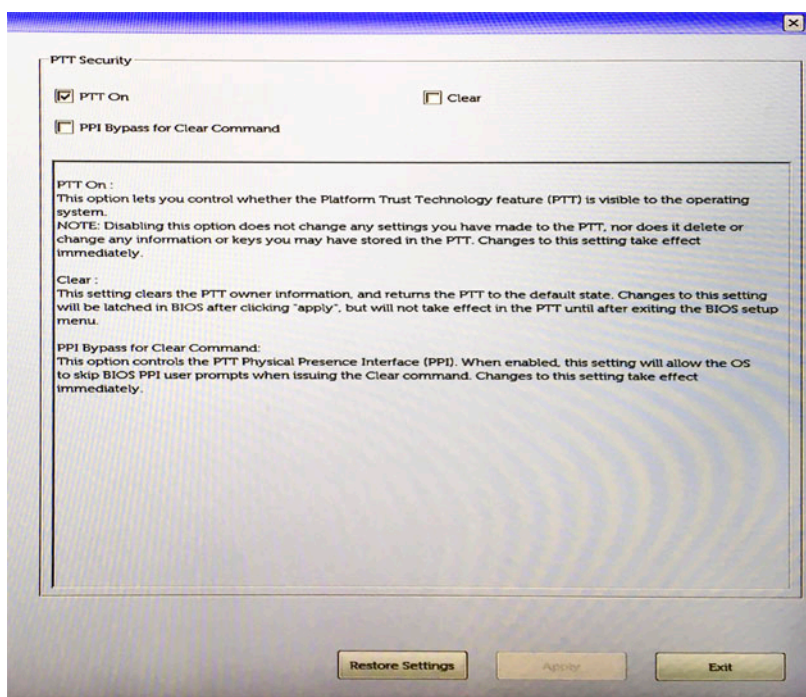 PTT Security
PTT On
Clear
PPI Bypass for Clear Command
PTT On :
This option lets you control whether the Platform Trust Technology feature (PTT) is visible to the operating
system.
NOTE: Disabling this option does not change any settings you have made to the PTT, nor does it delete or
change any information or keys you may have stored in the PTT. Changes to this setting take effect
immediately.
Clear :
This setting clears the PTT owner information, and returns the PTT to the default state. Changes to this setting
will be latched in BIOS after clicking "apply", but will not take effect in the PTT until after exiting the BIOS setup
menu.
PPI Bypass for Clear Command:
This option controls the PTT Physical Presence Interface (PPI). When enabled, this setting will allow the OS
to skip BIOS PPI user prompts when issuing the Clear command. Changes to this setting take effect
immediately.
Restore Settings
Apply
Exit